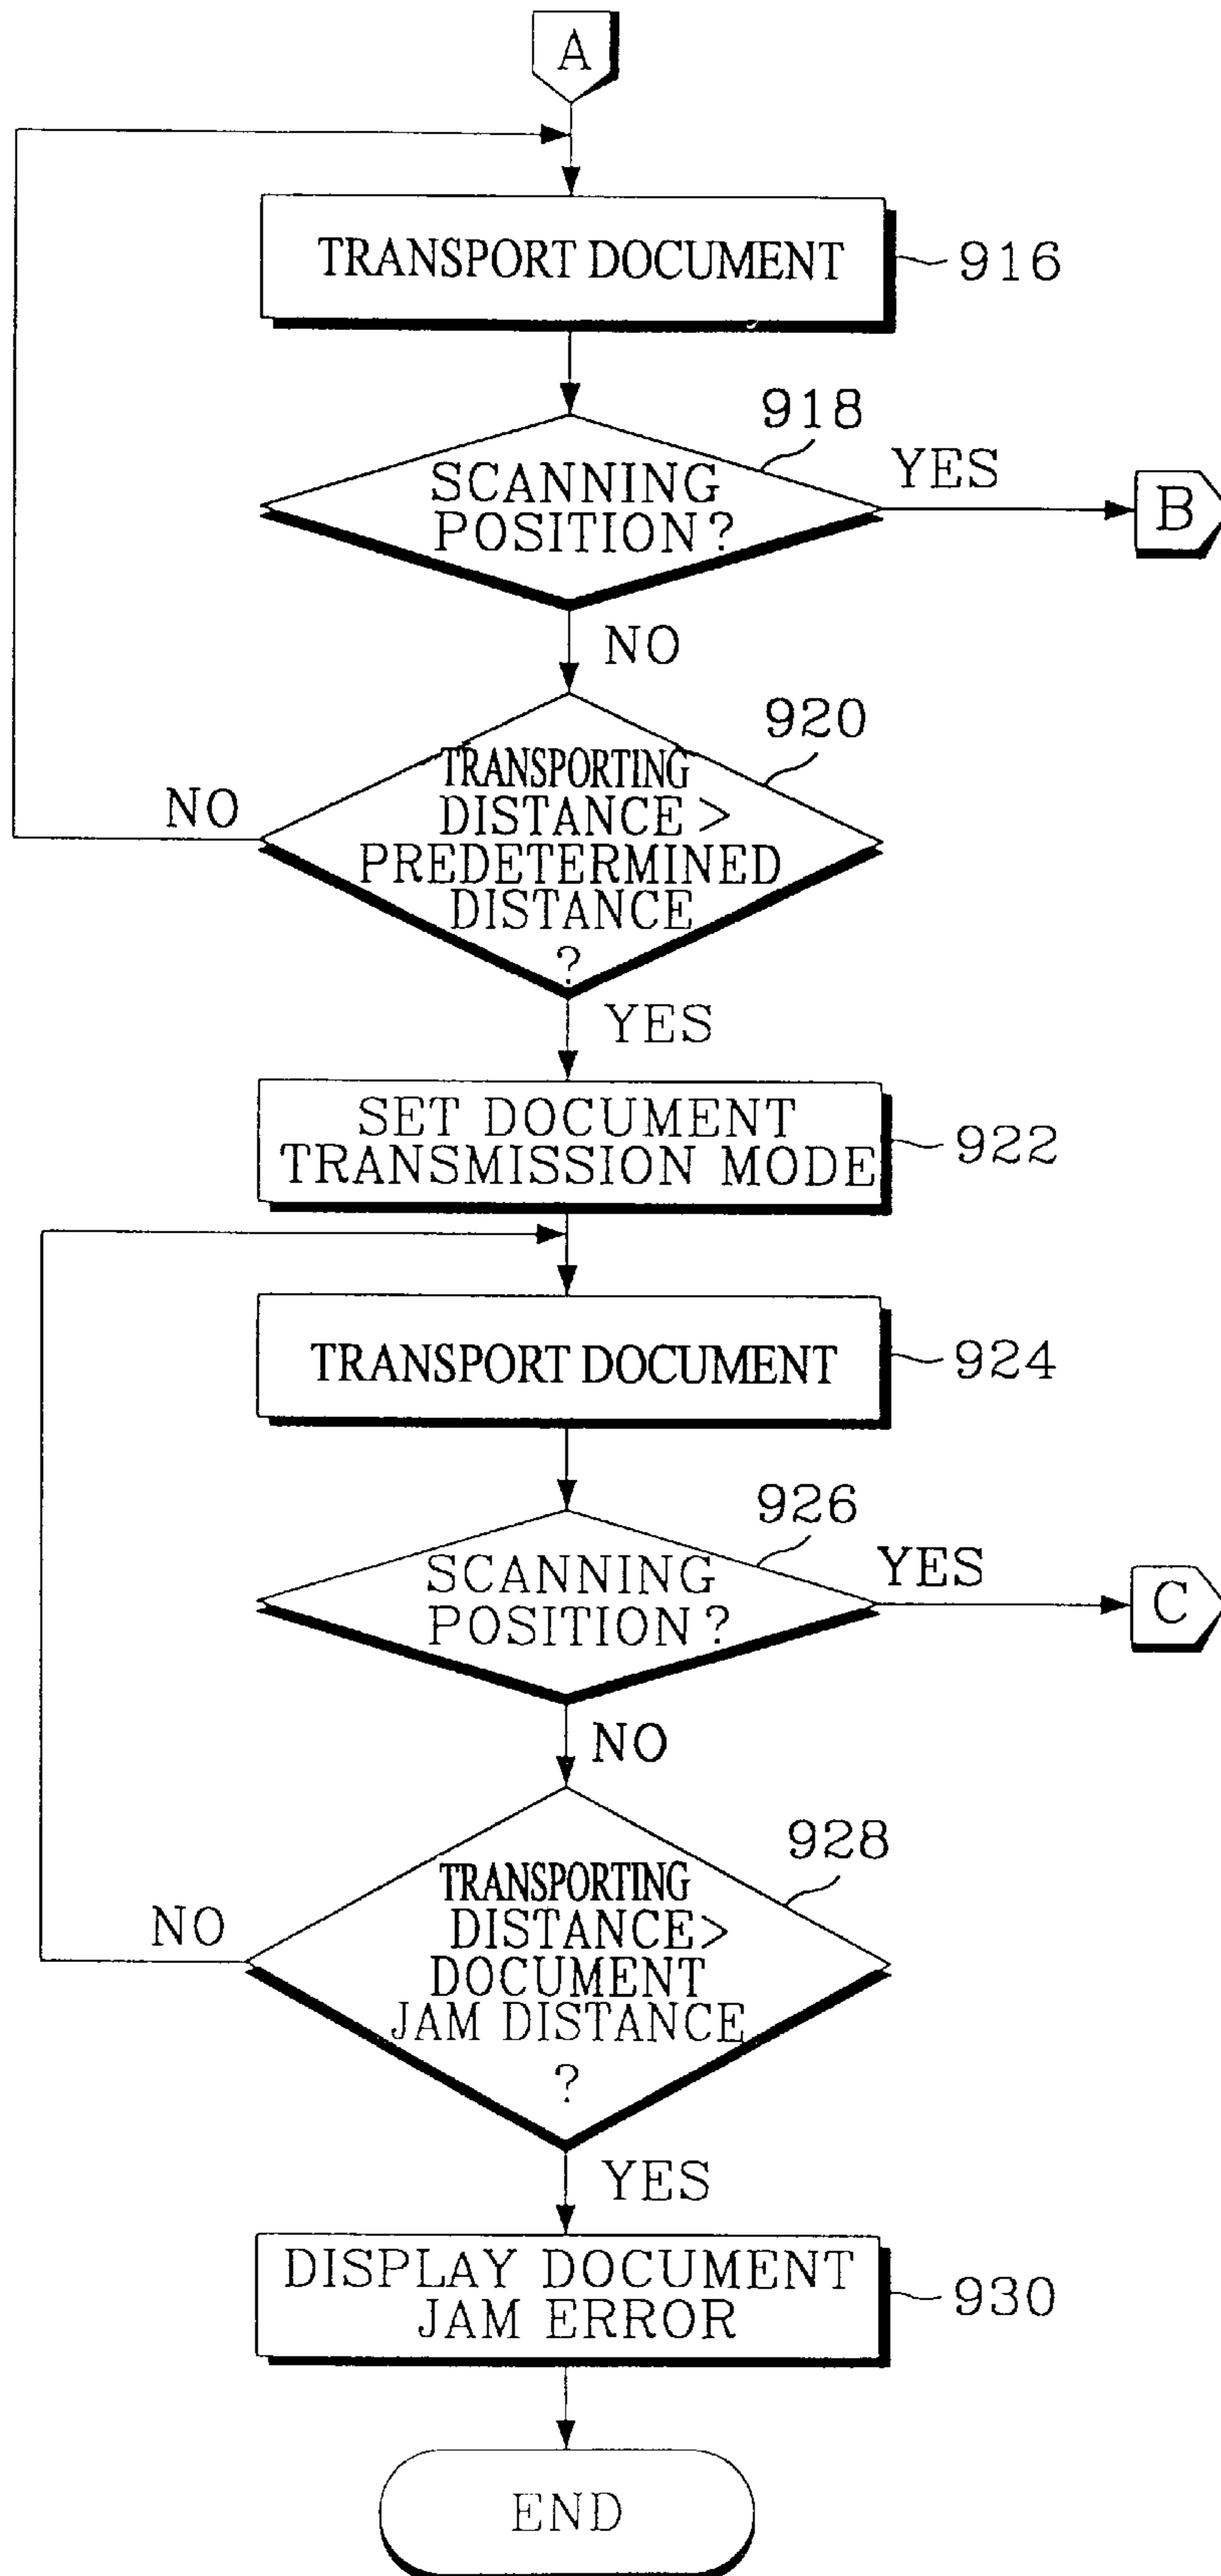 A
TRANSPORT DOCUMENT
916
918
SCANNING
POSITION?
YES
B
NO
920
TRANSPORTING
DISTANCE >
PREDETERMINED
DISTANCE
?
NO
YES
SET DOCUMENT
TRANSMISSION MODE
922
TRANSPORT DOCUMENT
924
926
SCANNING
POSITION?
YES
C
NO
928
TRANSPORTING
DISTANCE>
DOCUMENT
JAM DISTANCE
?
NO
YES
DISPLAY DOCUMENT
JAM ERROR
930
END